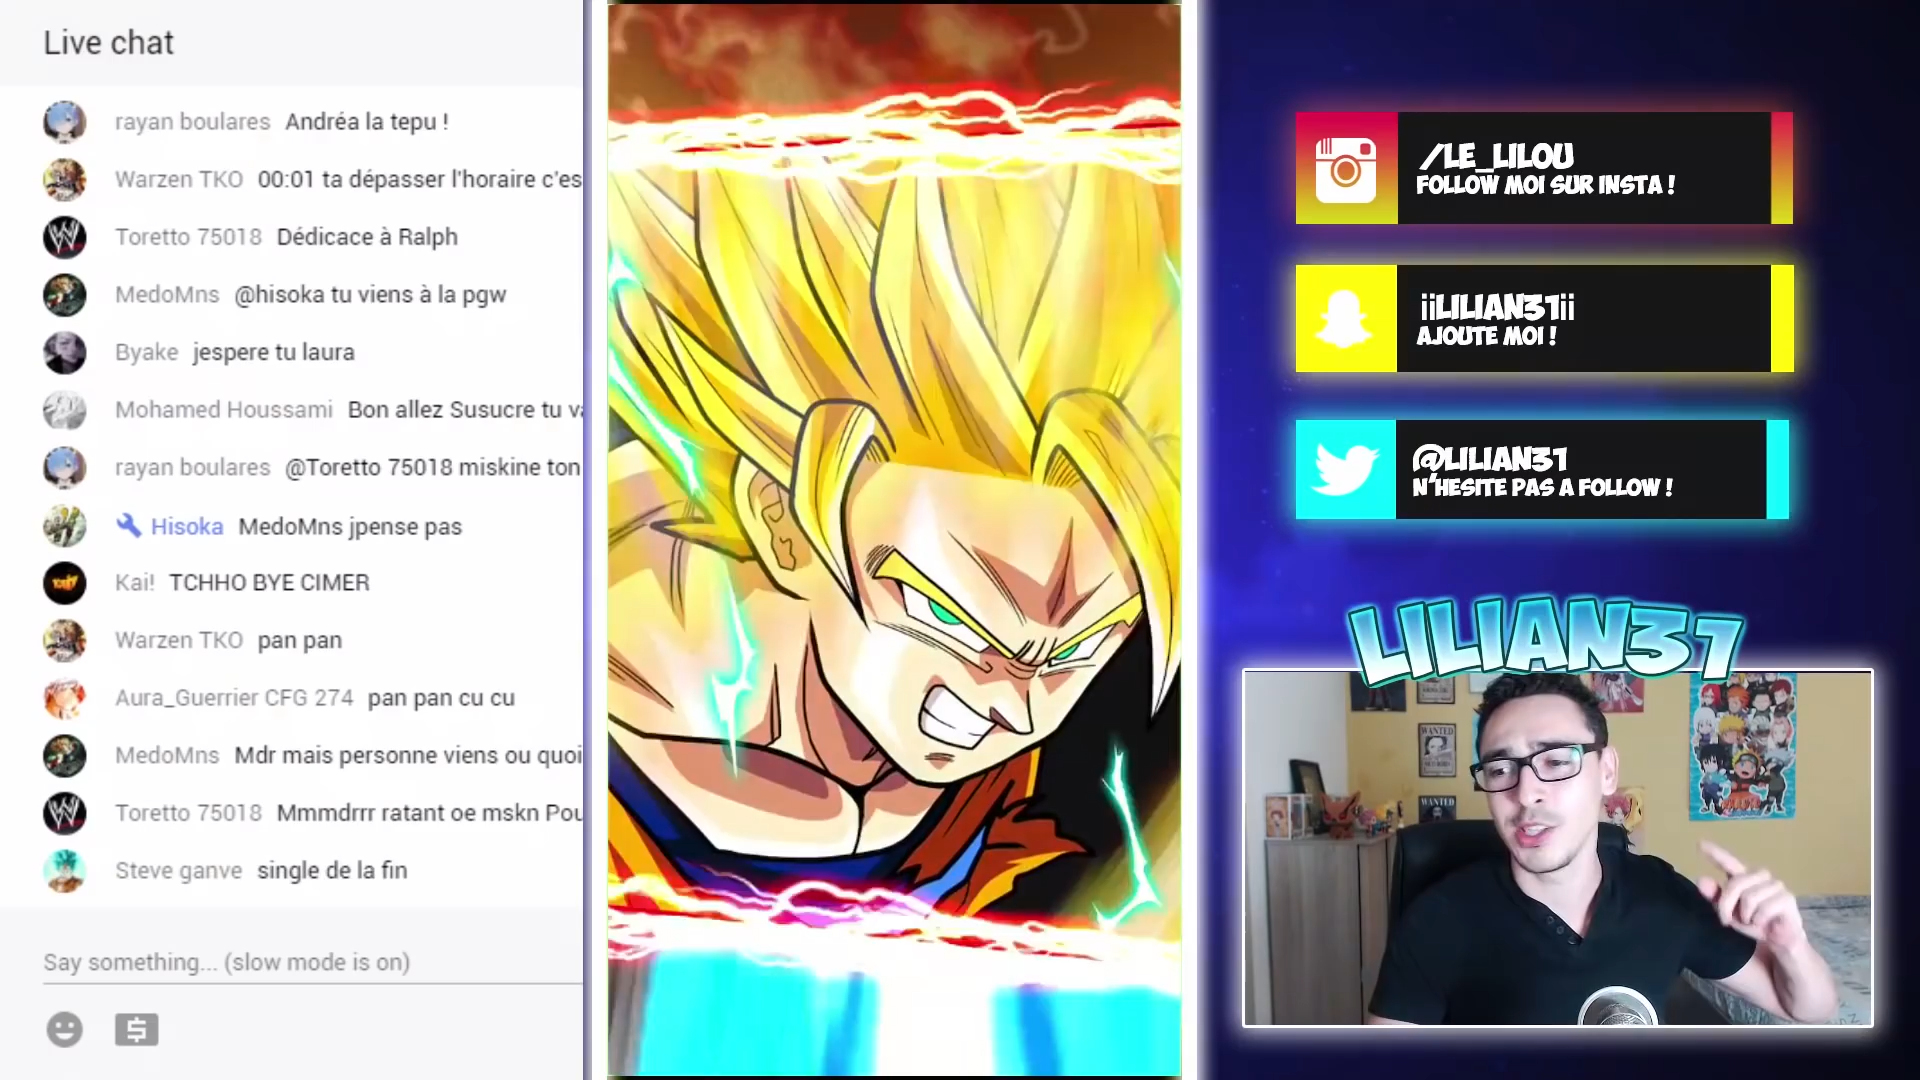 Live chat
rayan boulares Andréa la tepu !
Warzen TKO 00:01 ta dépasser l'horaire c'es
Toretto 75018 Dédicace à Ralph
MedoMns @hisoka tu viens à la pgw
Byake jespere tu laura
Mohamed Houssami Bon allez Sususcre tu va
rayan boulares @Toretto 75018 miskine ton
Hisoka MedoMns jpense pas
Kai! TCHHO BYE CIMER
Warzen TKO pan pan
Aura_Guerrier CFG 274 pan pan cu cu
MedoMns Mdr mais personne viens ou quoi
Toretto 75018 Mmmdrrr ratant oe mskn Pou
Steve ganve single de la fin
Say something... (slow mode is on)
/LE_LILOU
FOLLOW MOI SUR INSTA !
iiLILIAN31ii
AJOUTE MOI !
@LILIAN31
N'HESITE PAS A FOLLOW !
LILIAN31
WANTED
WANTED